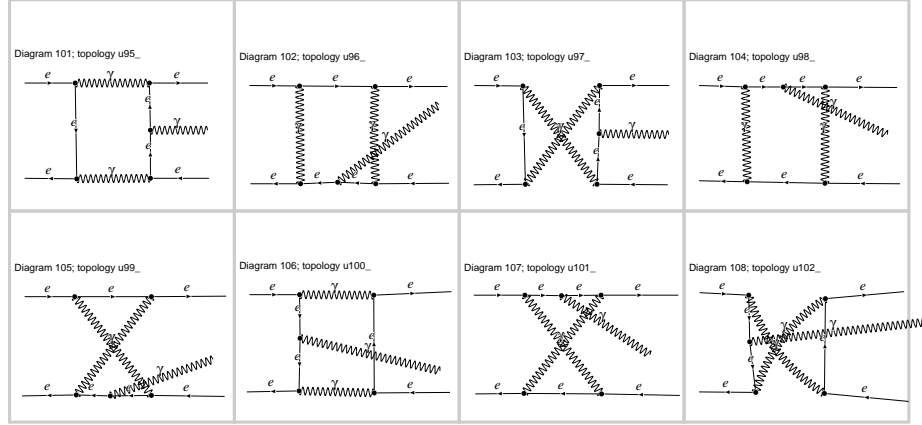 Diagram 101; topology u95_
e γ e
e
e
γ
e
e γ e
Diagram 102; topology u96_
e e e
γ γ
γ
e e e e
Diagram 103; topology u97_
e e
e γ e
γ
e
e e
Diagram 104; topology u98_
e e e e
γ γ γ
e e e
Diagram 105; topology u99_
e e e
γ
γ
e e e e
Diagram 106; topology u100_
e γ e
e
γ e
e
e γ e
Diagram 107; topology u101_
e e e e
γ
γ
e e e
Diagram 108; topology u102_
e e
e
γ γ
e e
e e